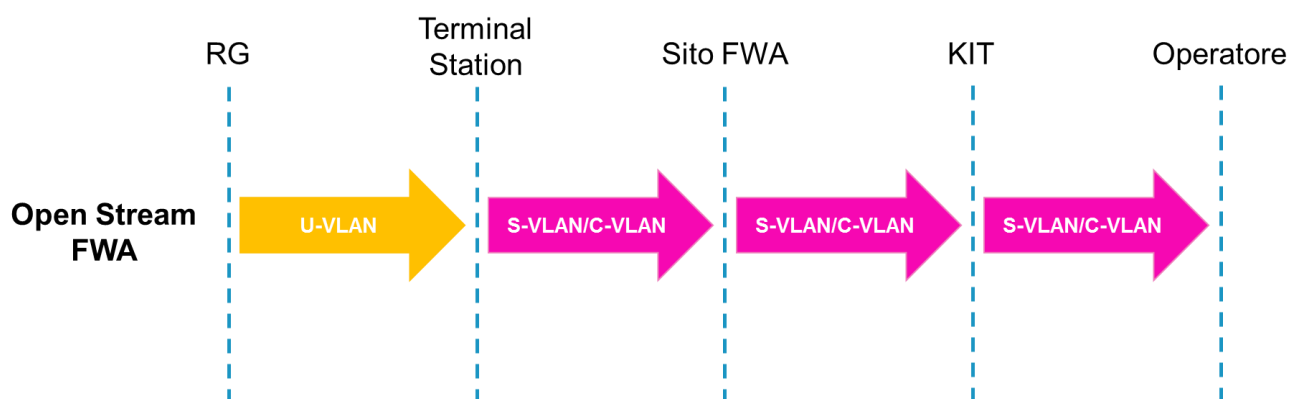 RG
Terminal
Station
Sito FWA
KIT
Operatore
Open Stream
FWA
U-VLAN
S-VLAN/C-VLAN
S-VLAN/C-VLAN
S-VLAN/C-VLAN